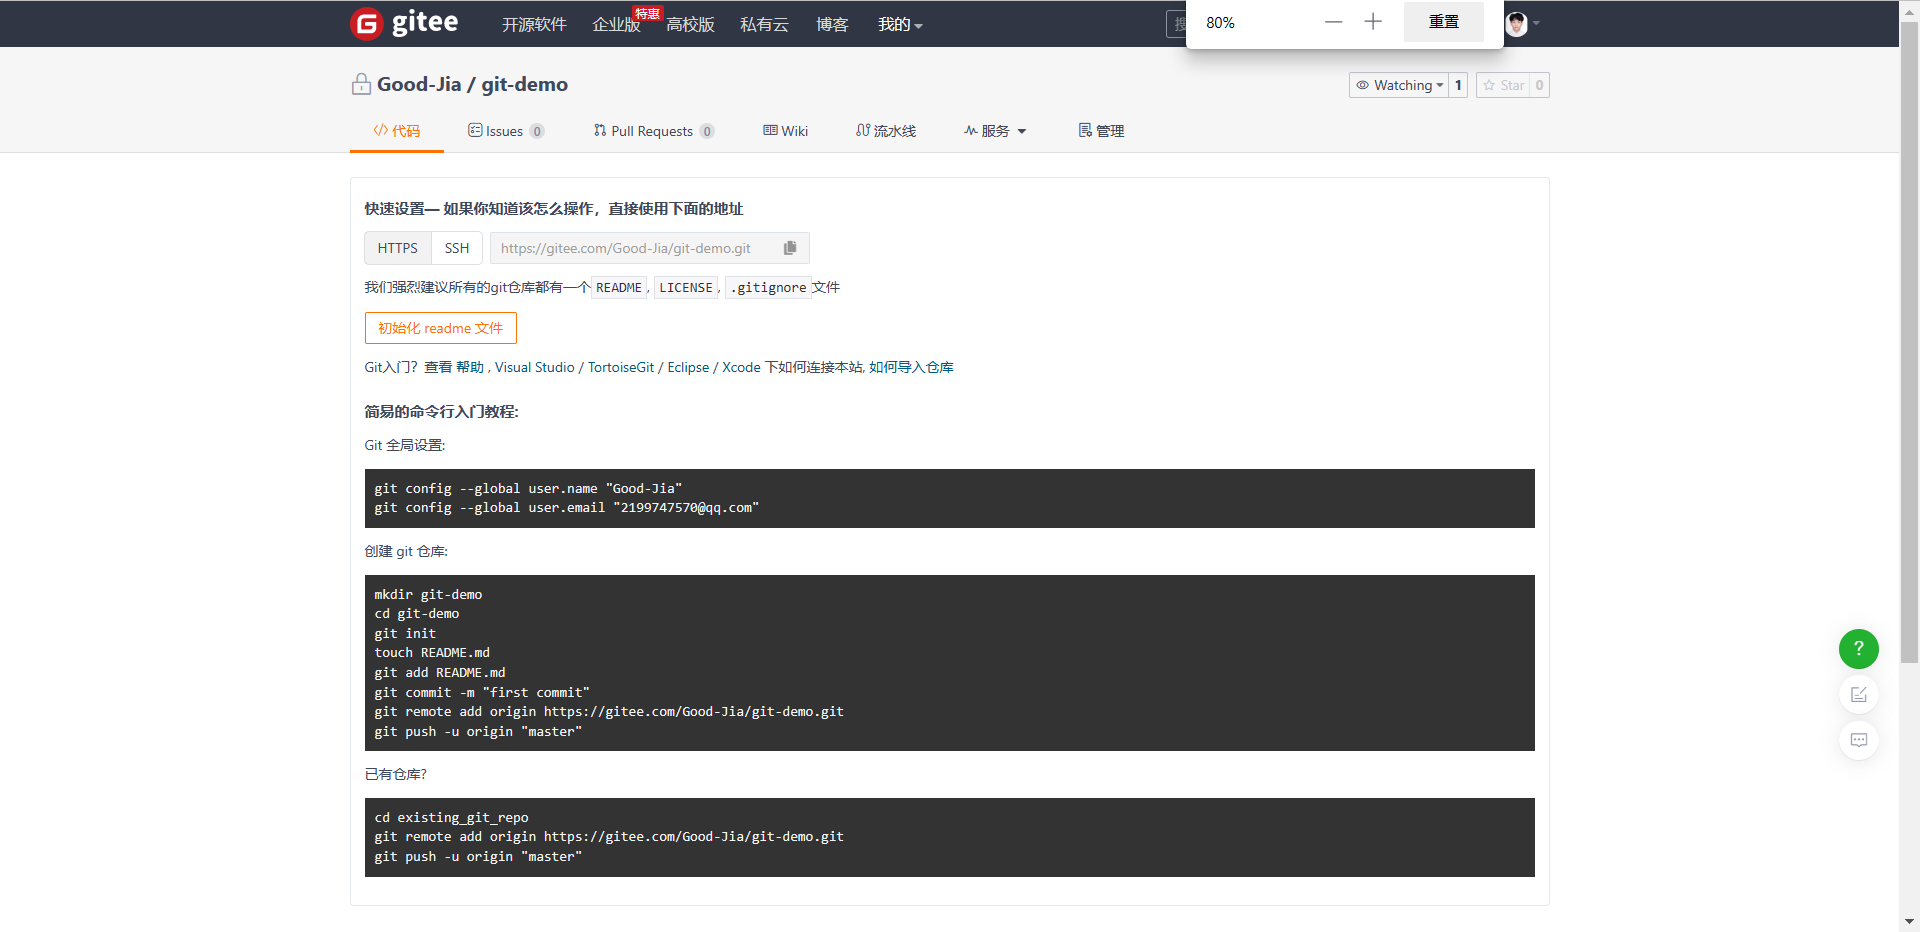 gitee 开源软件 企业版 特惠 高校版 私有云 博客 我的
80% 重置
Good-Jia / git-demo
Watching 1 Star 0
代码 Issues 0 Pull Requests 0 Wiki 流水线 服务 管理
快速设置— 如果你知道该怎么操作，直接使用下面的地址
HTTPS SSH https://gitee.com/Good-Jia/git-demo.git
我们强烈建议所有的git仓库都有一个 README, LICENSE, .gitignore 文件
初始化 readme 文件
Git入门？查看 帮助 , Visual Studio / TortoiseGit / Eclipse / Xcode 下如何连接本站, 如何导入仓库
简易的命令行入门教程:
Git 全局设置:
git config --global user.name "Good-Jia"
git config --global user.email "2199747570@qq.com"
创建 git 仓库:
mkdir git-demo
cd git-demo
git init
touch README.md
git add README.md
git commit -m "first commit"
git remote add origin https://gitee.com/Good-Jia/git-demo.git
git push -u origin "master"
已有仓库?
cd existing_git_repo
git remote add origin https://gitee.com/Good-Jia/git-demo.git
git push -u origin "master"
?